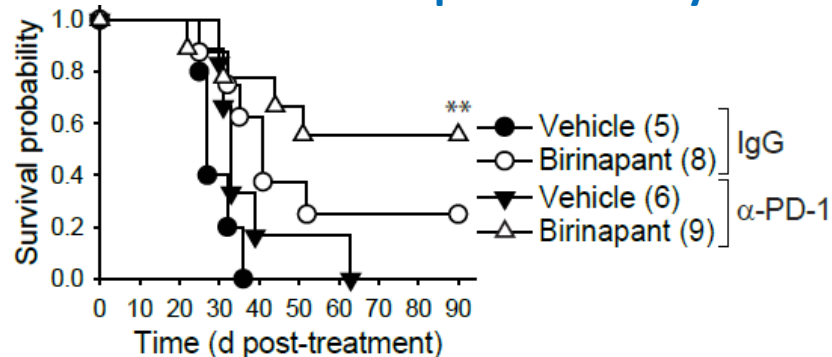 Survival probability
1.0
0.8
0.6
0.4
0.2
0.0
0 10 20 30 40 50 60 70 80 90
Time (d post-treatment)
**
Vehicle (5)
Birinapant (8)
IgG
Vehicle (6)
Birinapant (9)
α-PD-1